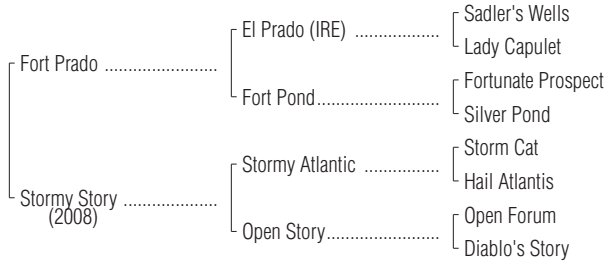 Sadler's Wells
El Prado (IRE) ..................
Lady Capulet
Fort Prado ........................
Fortunate Prospect
Fort Pond..........................
Silver Pond
Storm Cat
Stormy Atlantic ................
Hail Atlantis
Stormy Story ....................
(2008)
Open Forum
Open Story........................
Diablo's Story